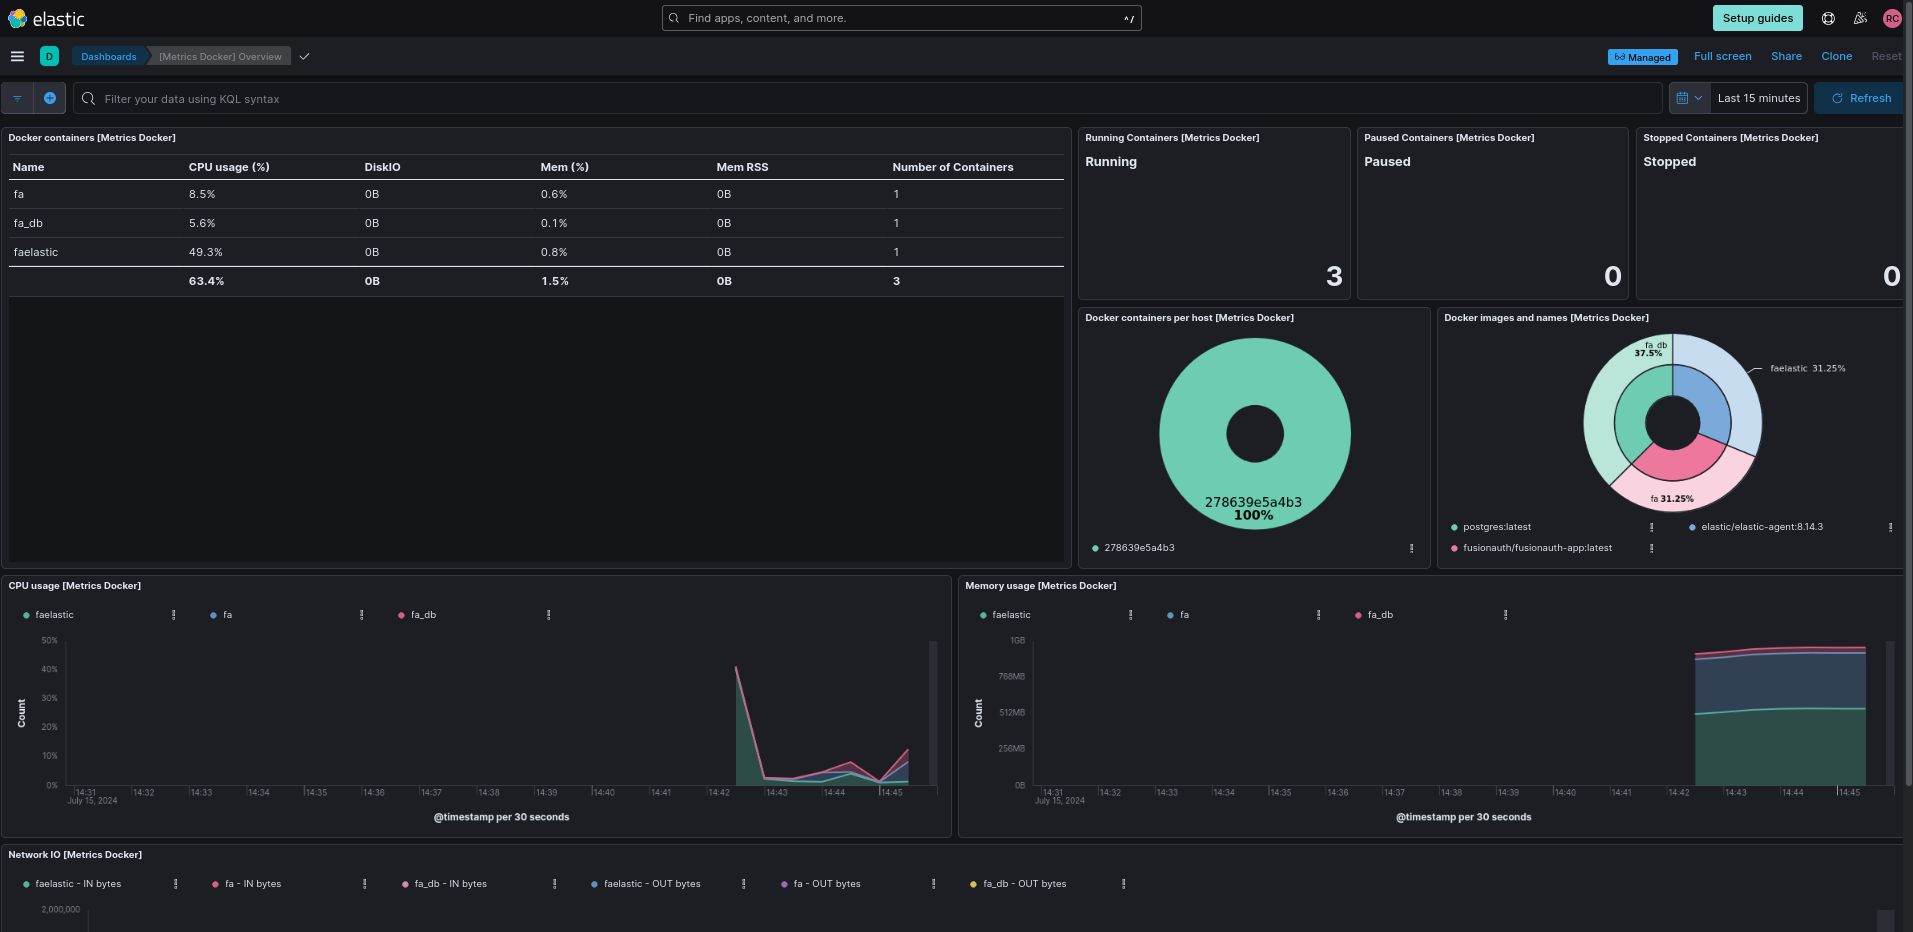 elastic
Find apps, content, and more.
^/
Setup guides
RC
D
Dashboards
[Metrics Docker] Overview
Managed
Full screen
Share
Clone
Reset
Filter your data using KQL syntax
Last 15 minutes
Refresh
Docker containers [Metrics Docker]
Name CPU usage (%) DiskIO Mem (%) Mem RSS Number of Containers
fa 8.5% 0B 0.6% 0B 1
fa_db 5.6% 0B 0.1% 0B 1
faelastic 49.3% 0B 0.8% 0B 1
63.4% 0B 1.5% 0B 3
Running Containers [Metrics Docker]
Running
3
Paused Containers [Metrics Docker]
Paused
0
Stopped Containers [Metrics Docker]
Stopped
0
Docker containers per host [Metrics Docker]
278639e5a4b3
100%
278639e5a4b3
Docker images and names [Metrics Docker]
fa_db
37.5%
faelastic 31.25%
fa 31.25%
postgres:latest
elastic/elastic-agent:8.14.3
fusionauth/fusionauth-app:latest
CPU usage [Metrics Docker]
faelastic fa fa_db
50%
40%
30%
20%
10%
0%
Count
14:31 14:32 14:33 14:34 14:35 14:36 14:37 14:38 14:39 14:40 14:41 14:42 14:43 14:44 14:45
July 15, 2024
@timestamp per 30 seconds
Memory usage [Metrics Docker]
faelastic fa fa_db
1GB
768MB
512MB
256MB
0B
Count
14:31 14:32 14:33 14:34 14:35 14:36 14:37 14:38 14:39 14:40 14:41 14:42 14:43 14:44 14:45
July 15, 2024
@timestamp per 30 seconds
Network IO [Metrics Docker]
faelastic - IN bytes fa - IN bytes fa_db - IN bytes faelastic - OUT bytes fa - OUT bytes fa_db - OUT bytes
2,000,000